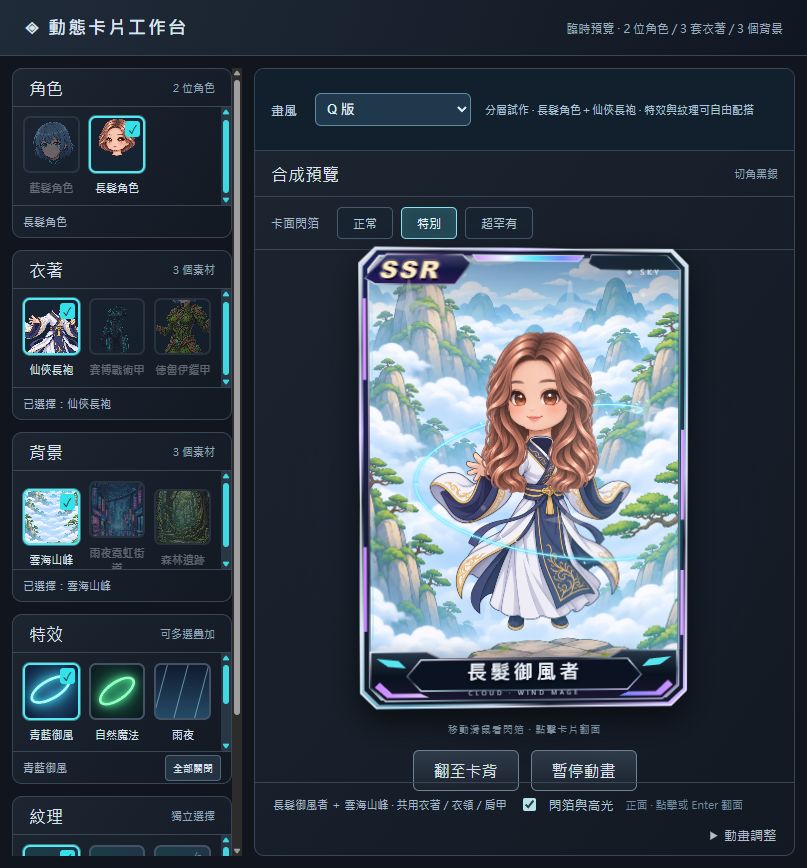 ◈ 動態卡片工作台
臨時預覽 · 2 位角色 / 3 套衣著 / 3 個背景
角色
2 位角色
藍髮角色
長髮角色
長髮角色
衣著
3 個素材
仙俠長袍
賽博戰術甲
德魯伊鎧甲
已選擇：仙俠長袍
背景
3 個素材
雲海山峰
雨夜霓虹街道
森林遺跡
已選擇：雲海山峰
特效
可多選疊加
青藍御風
自然魔法
雨夜
青藍御風
全部關閉
紋理
獨立選擇
畫風
Q 版
分層試作 · 長髮角色 + 仙俠長袍 · 特效與紋理可自由配搭
合成預覽
切角黑銀
卡面閃箔
正常
特別
超罕有
SSR
◆ SKY
長髮御風者
CLOUD · WIND MAGE
移動滑鼠看閃箔 · 點擊卡片翻面
翻至卡背
暫停動畫
長髮御風者 + 雲海山峰 · 共用衣著 / 衣領 / 肩甲
閃箔與高光
正面 · 點擊或 Enter 翻面
▶ 動畫調整